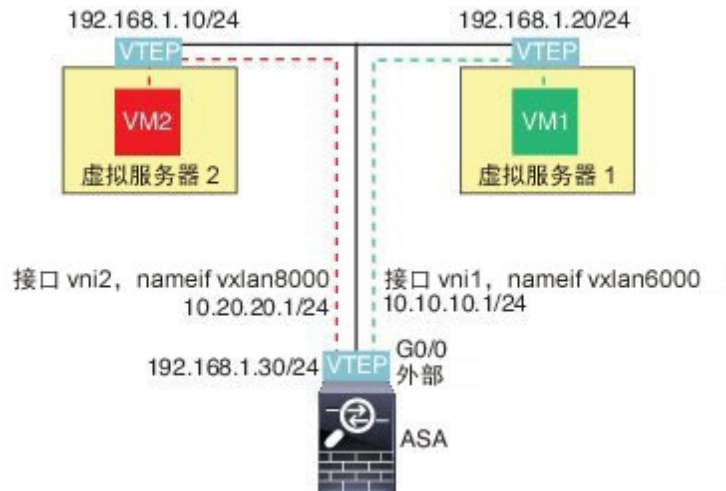 192.168.1.10/24
192.168.1.20/24
VTEP
VTEP
VM2
VM1
虚拟服务器 2
虚拟服务器 1
接口 vni2，nameif vxlan8000
10.20.20.1/24
接口 vni1，nameif vxlan6000
10.10.10.1/24
192.168.1.30/24
VTEP
G0/0
外部
ASA